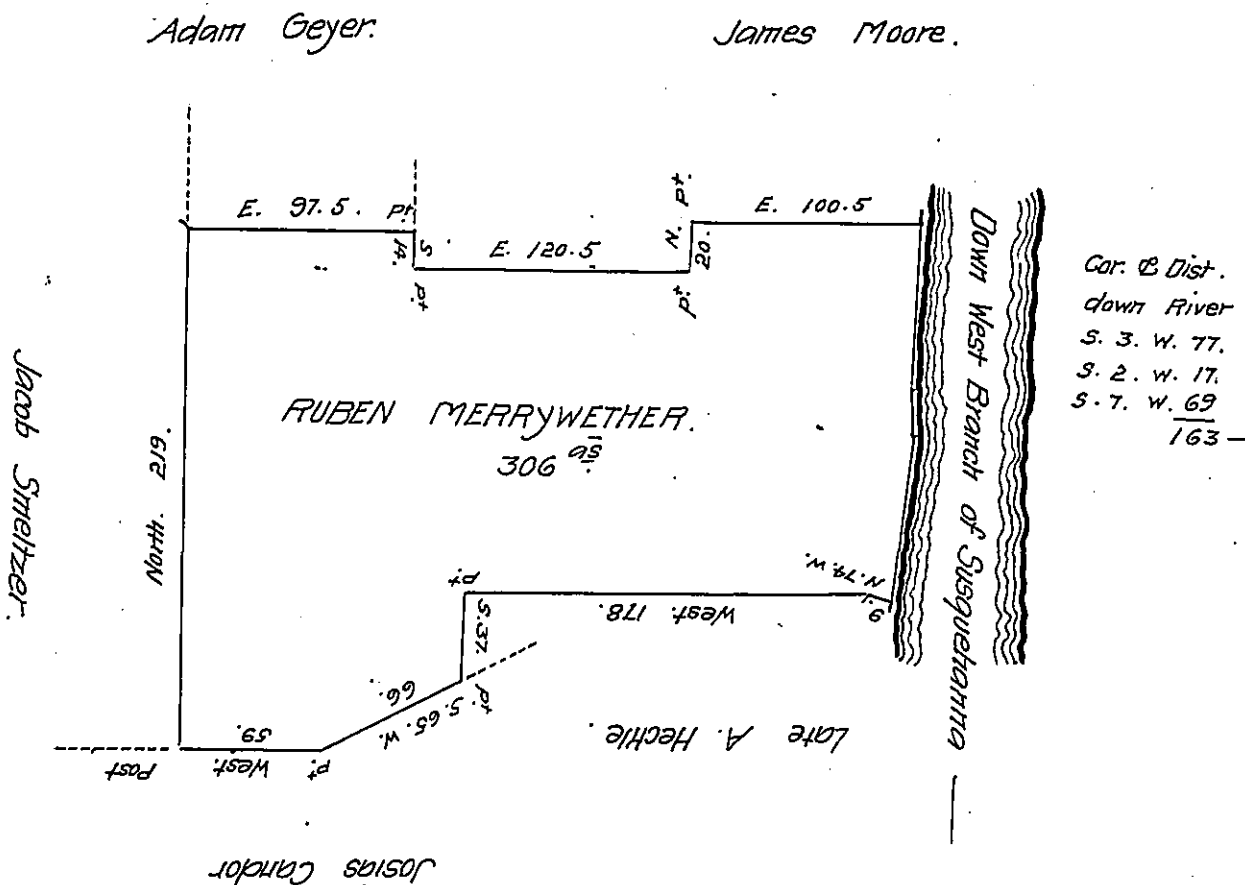 Adam Geyer.
James Moore.
E. 97.5. pt.
S. 14. pt
E. 120.5
pt.
N. 20. pt.
E. 100.5
Down West Branch of Susquehanna
Cor. & Dist.
down River
S. 3. W. 77.
S. 2. W. 17.
S. 7. W. 69
163 —
Jacob Smeltzer.
North. 219.
RUBEN MERRYWETHER.
306
N. 74. W.
9.1
West. 178.
pt.
S. 37.
pt. S. 65. W.
66.
pt.
West. 59.
Post
Late A. Heckle.
Josias Candor